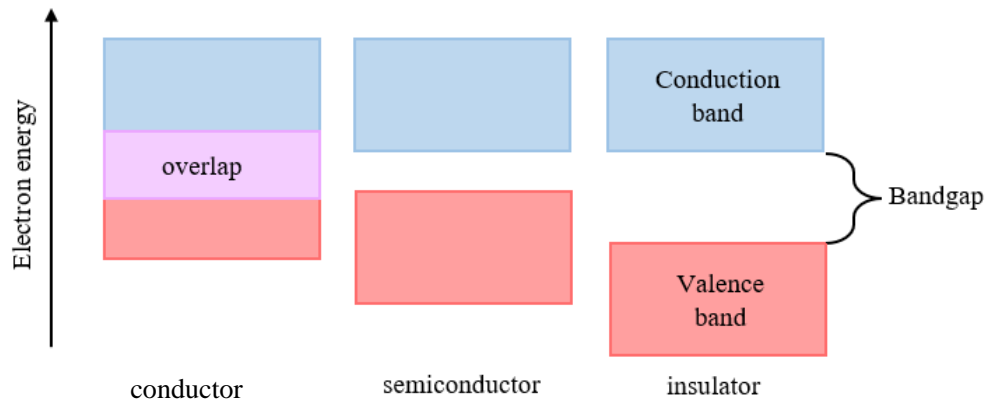 Electron energy
overlap
Conduction
band
Bandgap
Valence
band
conductor
semiconductor
insulator